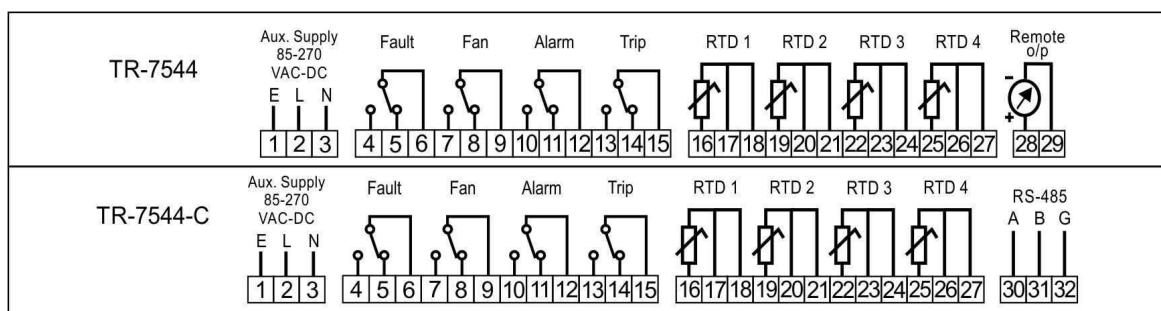 TR-7544
Aux. Supply
85-270
VAC-DC
E L N
Fault Fan Alarm Trip RTD 1 RTD 2 RTD 3 RTD 4 Remote
o/p
- +
1 2 3 4 5 6 7 8 9 10 11 12 13 14 15 16 17 18 19 20 21 22 23 24 25 26 27 28 29
TR-7544-C
Aux. Supply
85-270
VAC-DC
E L N
Fault Fan Alarm Trip RTD 1 RTD 2 RTD 3 RTD 4 RS-485
A B G
1 2 3 4 5 6 7 8 9 10 11 12 13 14 15 16 17 18 19 20 21 22 23 24 25 26 27 30 31 32